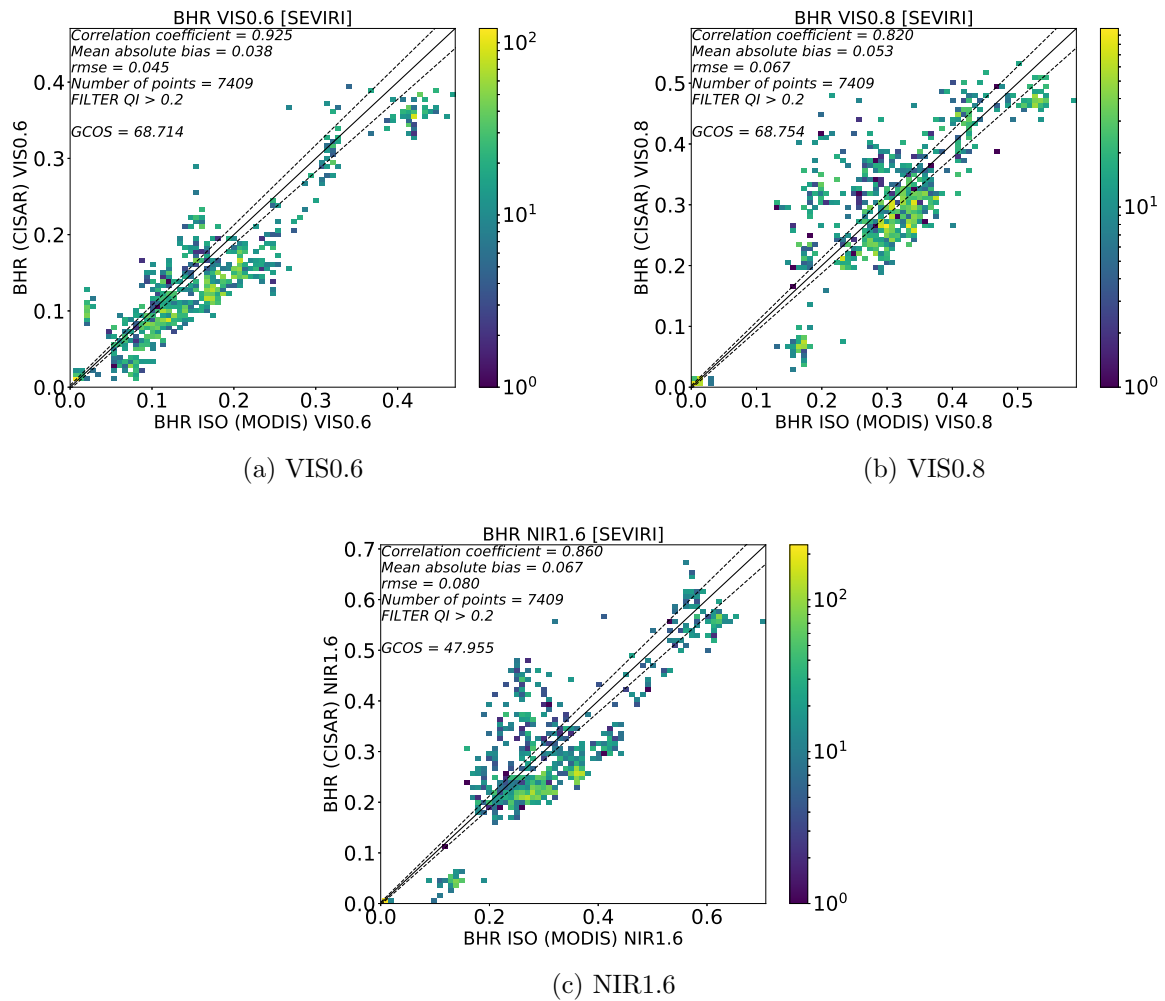 BHR VIS0.6 [SEVIRI]
Correlation coefficient = 0.925
Mean absolute bias = 0.038
rmse = 0.045
Number of points = 7409
FILTER QI > 0.2
GCOS = 68.714
BHR (CISAR) VIS0.6
0.4
0.3
0.2
0.1
0.0
0.0 0.1 0.2 0.3 0.4
BHR ISO (MODIS) VIS0.6
10^2
10^1
10^0
(a) VIS0.6
BHR VIS0.8 [SEVIRI]
Correlation coefficient = 0.820
Mean absolute bias = 0.053
rmse = 0.067
Number of points = 7409
FILTER QI > 0.2
GCOS = 68.754
BHR (CISAR) VIS0.8
0.5
0.4
0.3
0.2
0.1
0.0
0.0 0.1 0.2 0.3 0.4 0.5
BHR ISO (MODIS) VIS0.8
10^1
10^0
(b) VIS0.8
BHR NIR1.6 [SEVIRI]
Correlation coefficient = 0.860
Mean absolute bias = 0.067
rmse = 0.080
Number of points = 7409
FILTER QI > 0.2
GCOS = 47.955
BHR (CISAR) NIR1.6
0.7
0.6
0.5
0.4
0.3
0.2
0.1
0.0
0.0 0.2 0.4 0.6
BHR ISO (MODIS) NIR1.6
10^2
10^1
10^0
(c) NIR1.6